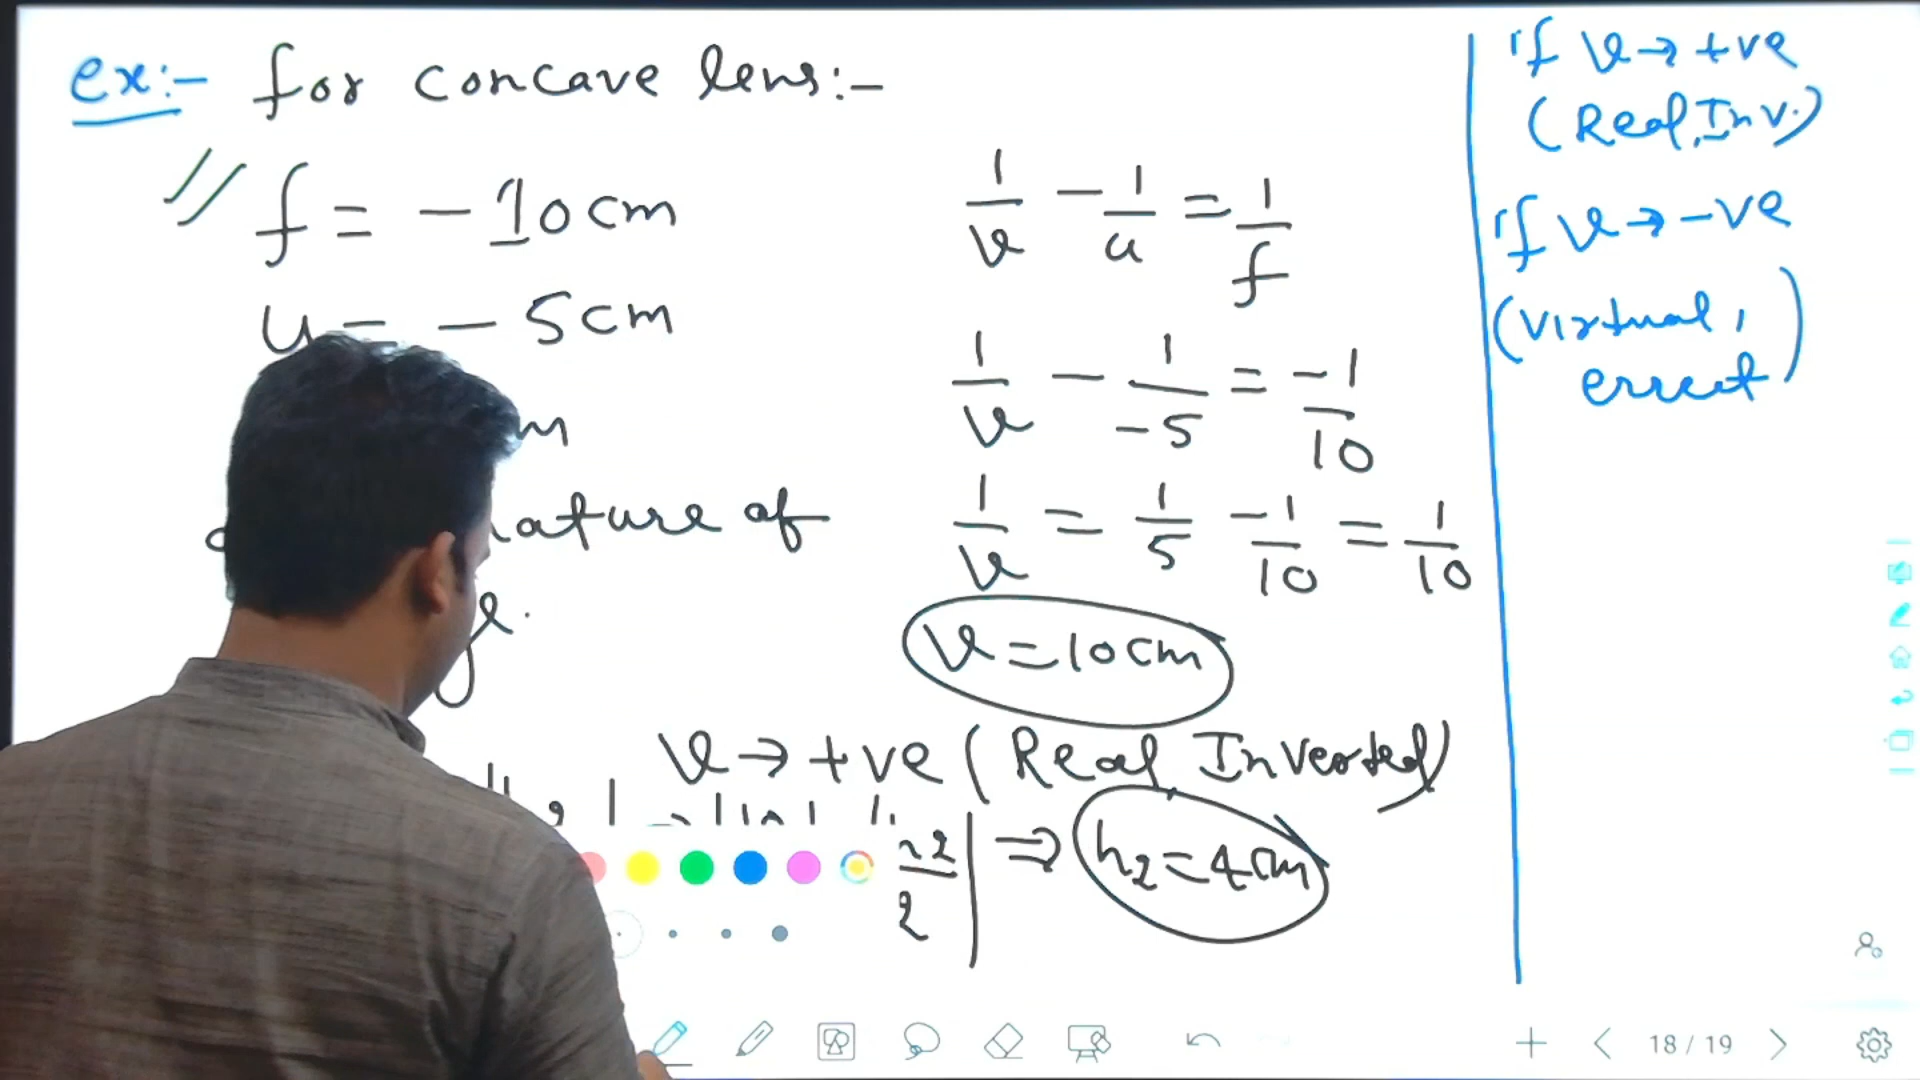 ex:- for concave lens:-
f = -10cm
u = -5cm
m
nature of
1/v - 1/u = 1/f
1/v - 1/-5 = -1/10
1/v = 1/5 -1/10 = 1/10
v = 10cm
v → +ve (Real, Inverted)
2 | ⇒ h2 = 4cm
if v → +ve
(Real, Inv.)
if v → -ve
(virtual,
errect)
18 / 19